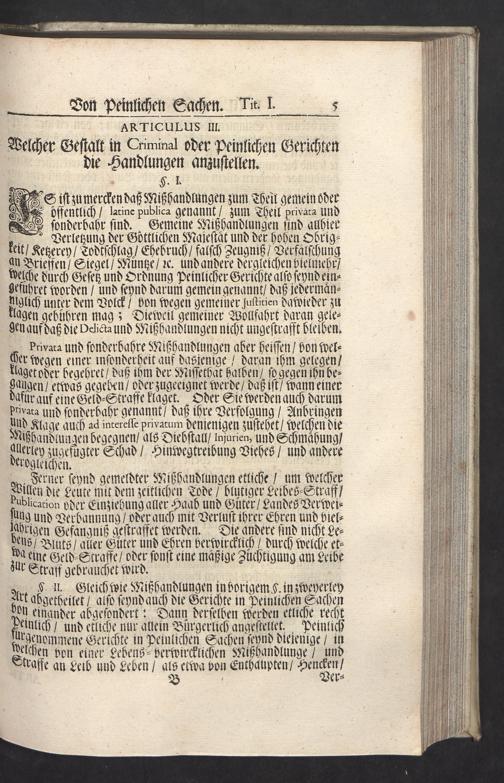 Von Peinlichen Sachen. Tit. I. 5
ARTICULUS III.
Welcher Gestalt in Criminal oder Peinlichen Gerichten
die Handlungen anzustellen.
§. I.
ES ist zu mercken daß Mißhandlungen zum Theil gemein oder
öffentlich / latine publica genannt / zum Theil privata und
sonderbahr sind. Gemeine Mißhandlungen sind allhier
Verletzung der Göttlichen Majestät und der hohen Obrig-
keit / Ketzerey / Todtschlag / Ehebruch / falsch Zeugniß / Verfälschung
an Brieffen / Siegel / Müntze / ꝛc. und andere dergleichen vielmehr /
welche durch Gesetz und Ordnung Peinlicher Gerichte also seynd ein-
geführet worden / und seynd darum gemein genannt / daß jedermän-
niglich unter dem Volck / von wegen gemeiner Justitien dawieder zu
klagen gebühren mag; Dieweil gemeiner Wollfahrt daran gele-
gen auf daß die Delicta und Mißhandlungen nicht ungestrafft bleiben.
Privata und sonderbahre Mißhandlungen aber heissen / von wel-
cher wegen einer insonderheit auf dasjenige / daran ihm gelegen /
klaget oder begehret / daß ihm der Missethat halben / so gegen ihn be-
gangen / etwas gegeben / oder zugeeignet werde / daß ist / wann einer
dafür auf eine Geld-Straffe klaget. Oder Sie werden auch darum
privata und sonderbahr genannt / daß ihre Verfolgung / Anbringen
und Klage auch ad interesse privatum demjenigen zustehet / welchen die
Mißhandlungen begegnen / als Diebstall / Injurien, und Schmähung /
allerley zugefügter Schad / Hinwegtreibung Viehes / und andere
derogleichen.
Ferner seynd gemeldter Mißhandlungen etliche / um welcher
Willen die Leute mit dem zeitlichen Tode / blutiger Leibes-Straff /
Publication oder Einziehung aller Haab und Güter / Landes Verwei-
sung und Verbannung / oder auch mit Verlust ihrer Ehren und viel-
jährigen Gefängniß gestraffet werden. Die andere sind nicht Le-
bens / Bluts / aller Güter und Ehren verwircklich / durch welche et-
wa eine Geld-Straffe / oder sonst eine mäßige Züchtigung am Leibe
zur Straff gebrauchet wird.
§. II. Gleich wie Mißhandlungen in vorigem §. in zweyerley
Art abgetheilet / also seynd auch die Gerichte in Peinlichen Sachen
von einander abgesondert: Dann derselben werden etliche recht
Peinlich / und etliche nur allein Bürgerlich angestellet. Peinlich
fürgenommene Gerichte in Peinlichen Sachen seynd diejenige / in
welchen von einer Lebens-verwircklichen Mißhandlunge / und
Straffe an Leib und Leben / als etwa von Enthäupten / Hencken /
B Ver-